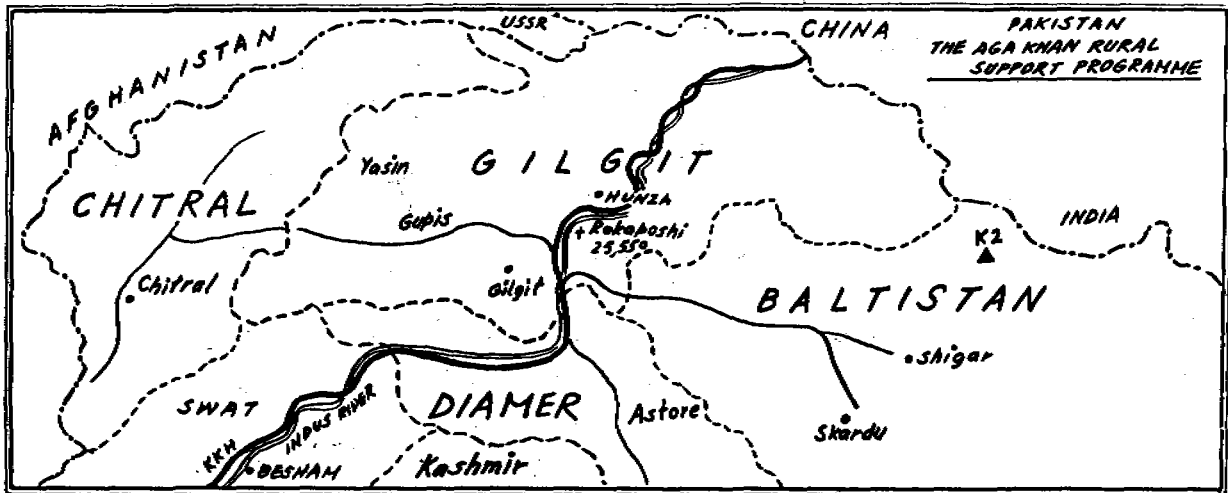 PAKISTAN
THE AGA KHAN RURAL
SUPPORT PROGRAMME
AFGHANISTAN
USSR
CHINA
Yasin
GILGIT
CHITRAL
HUNZA
Gupis
Rakaposhi
25,550
INDIA
K2
Chitral
Gilgit
BALTISTAN
Shigar
SWAT
INDUS RIVER
DIAMER
Astore
Skardu
KKH
BESHAM
Kashmir